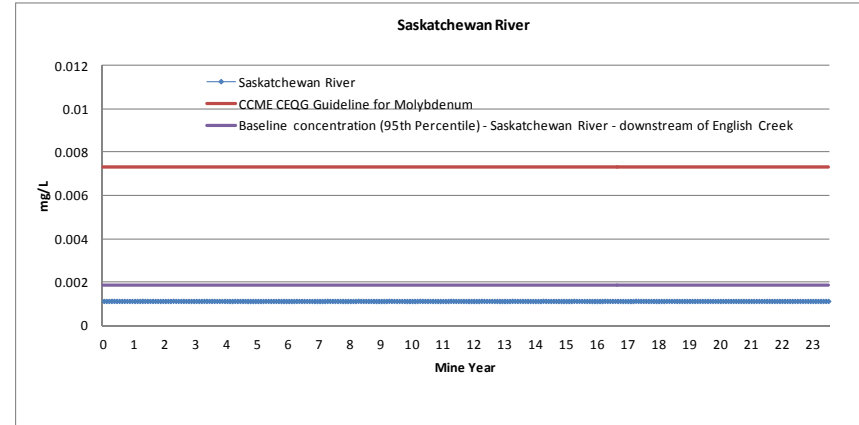 Saskatchewan River
0.012
0.01
0.008
0.006
0.004
0.002
0
mg/L
Saskatchewan River
CCME CEQG Guideline for Molybdenum
Baseline concentration (95th Percentile) - Saskatchewan River - downstream of English Creek
0 1 2 3 4 5 6 7 8 9 10 11 12 13 14 15 16 17 18 19 20 21 22 23
Mine Year